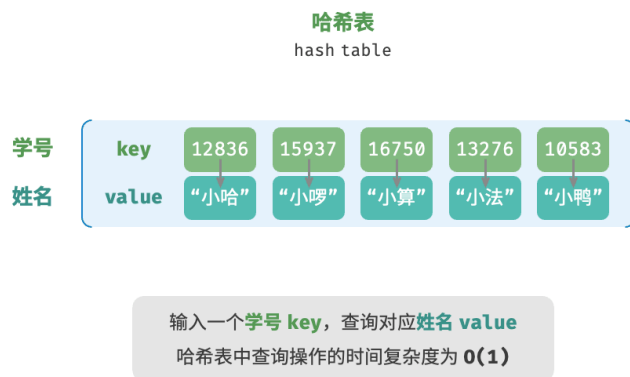 哈希表
hash table
学号 key 12836 15937 16750 13276 10583
姓名 value “小哈” “小啰” “小算” “小法” “小鸭”
输入一个学号 key，查询对应姓名 value
哈希表中查询操作的时间复杂度为 O(1)